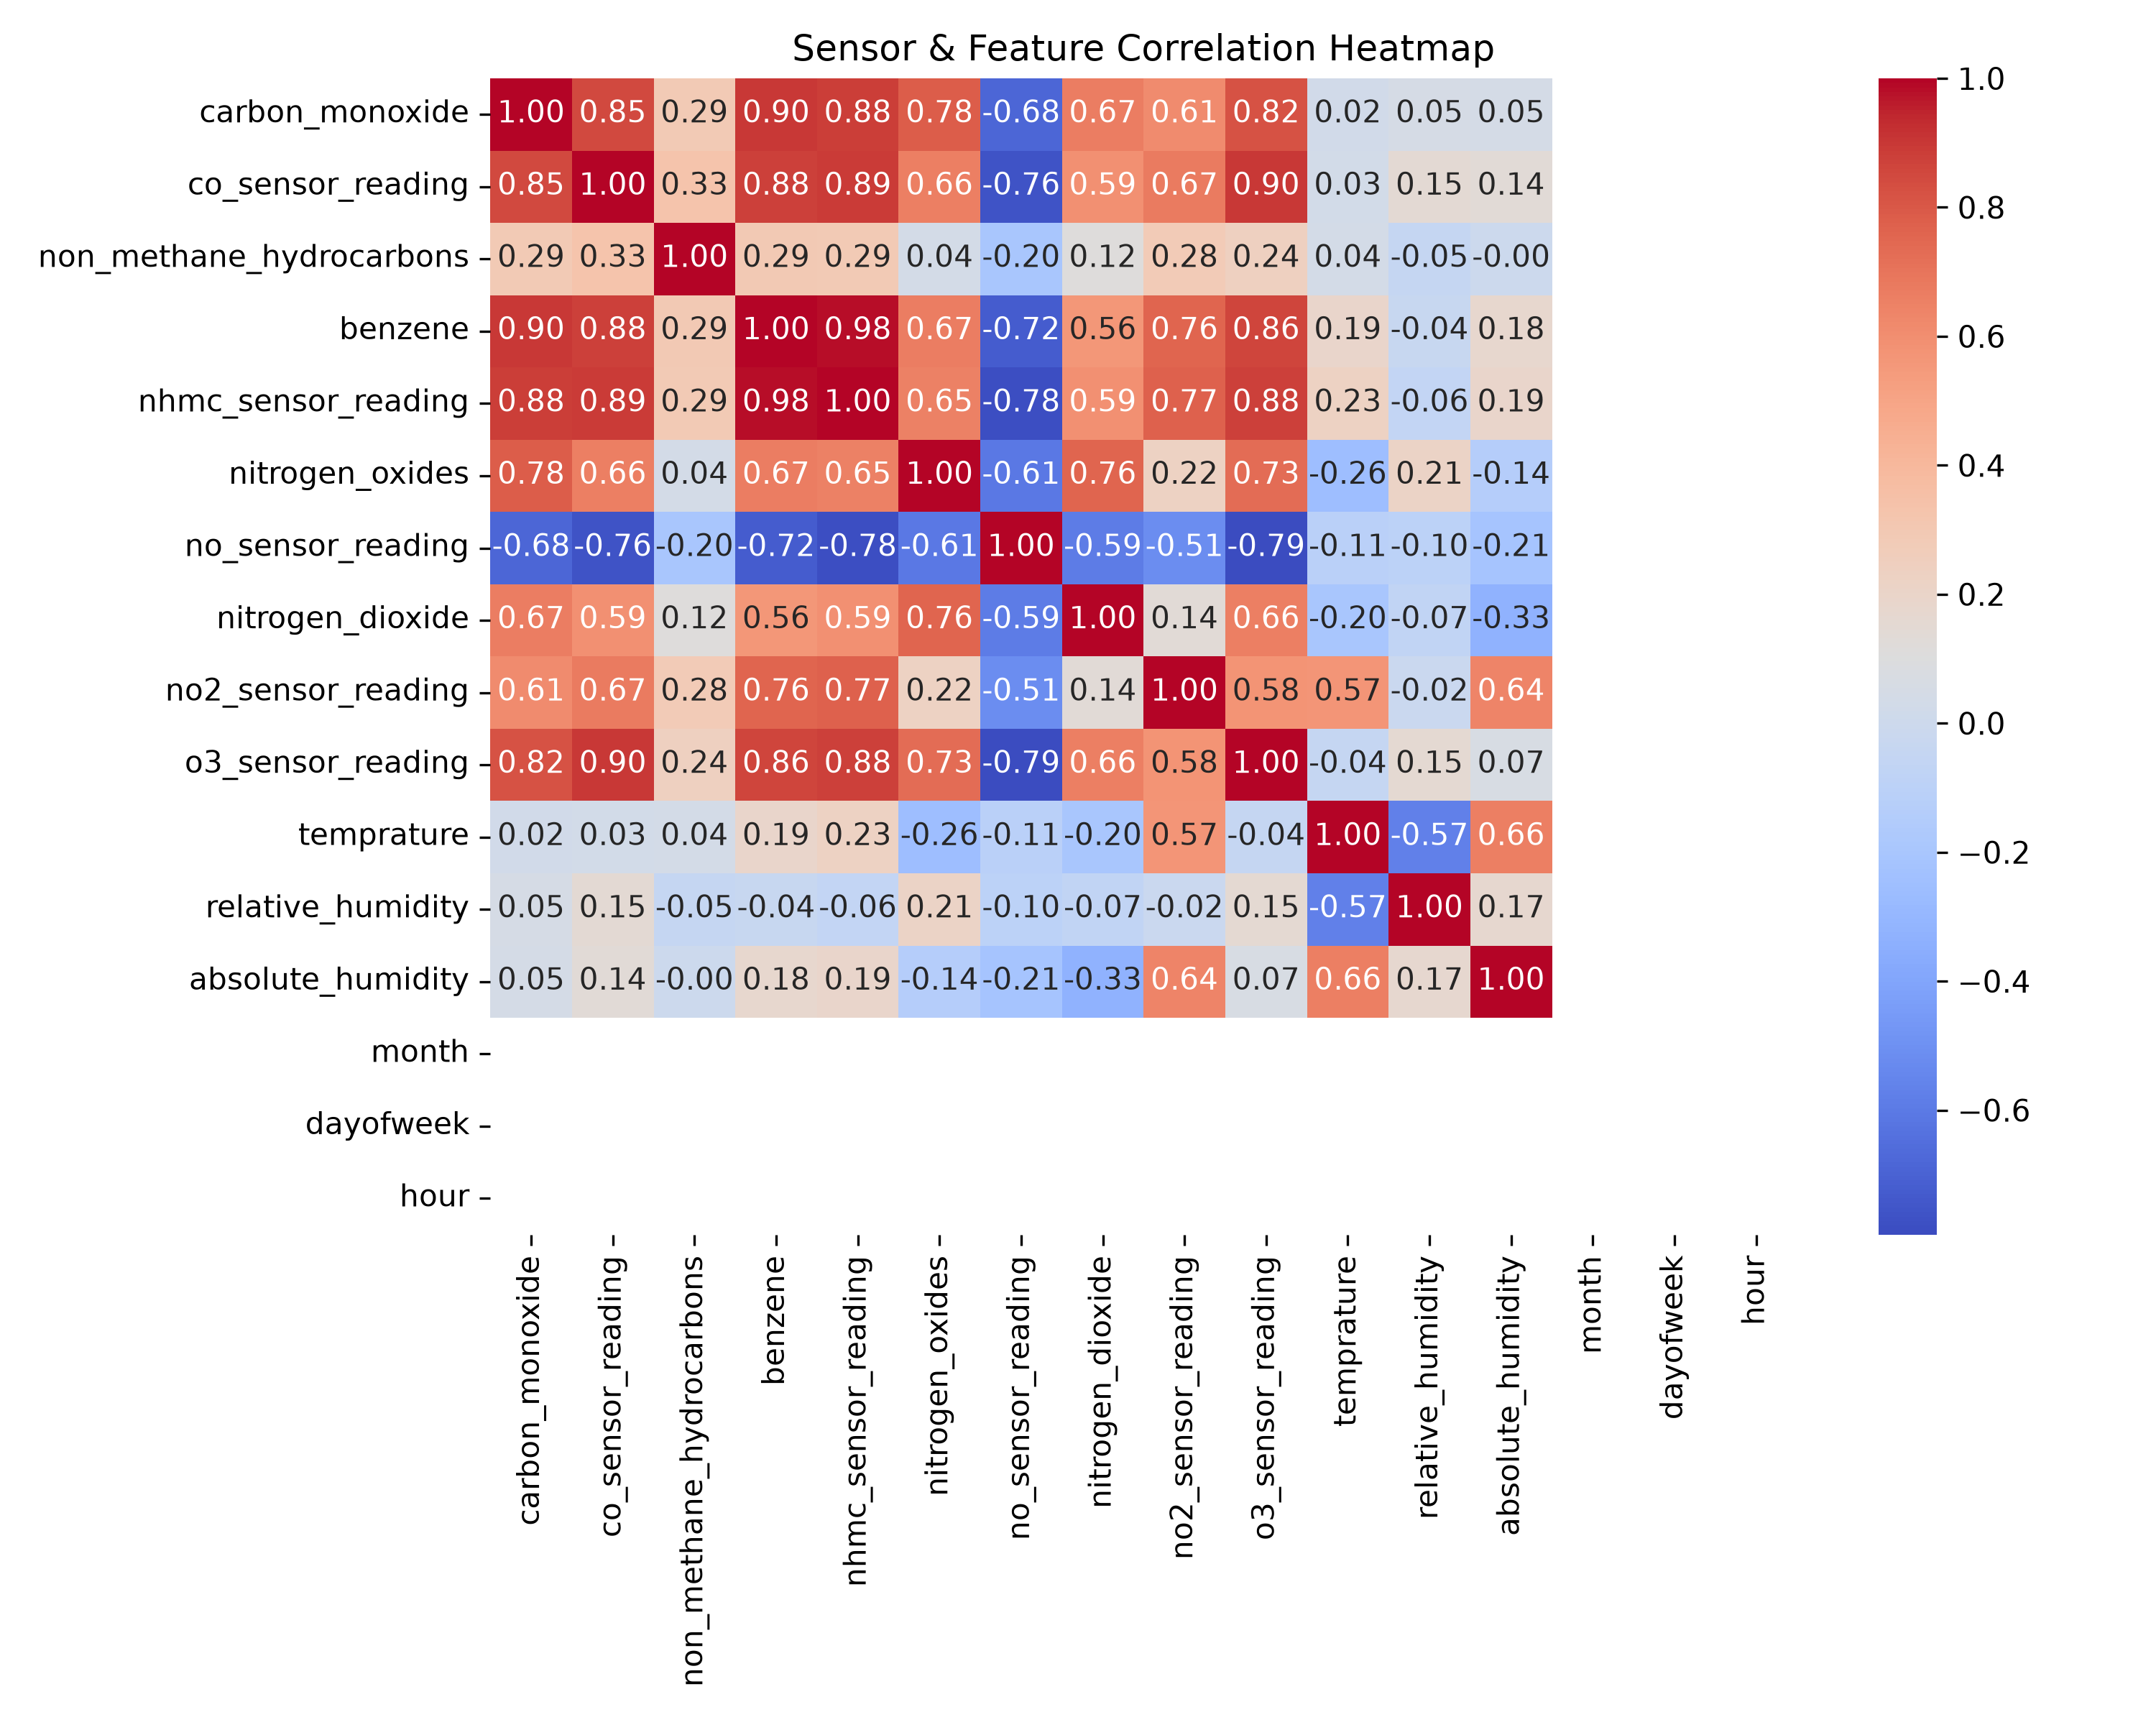 Sensor & Feature Correlation Heatmap
carbon_monoxide 1.00 0.85 0.29 0.90 0.88 0.78 -0.68 0.67 0.61 0.82 0.02 0.05 0.05
co_sensor_reading 0.85 1.00 0.33 0.88 0.89 0.66 -0.76 0.59 0.67 0.90 0.03 0.15 0.14
non_methane_hydrocarbons 0.29 0.33 1.00 0.29 0.29 0.04 -0.20 0.12 0.28 0.24 0.04 -0.05 -0.00
benzene 0.90 0.88 0.29 1.00 0.98 0.67 -0.72 0.56 0.76 0.86 0.19 -0.04 0.18
nhmc_sensor_reading 0.88 0.89 0.29 0.98 1.00 0.65 -0.78 0.59 0.77 0.88 0.23 -0.06 0.19
nitrogen_oxides 0.78 0.66 0.04 0.67 0.65 1.00 -0.61 0.76 0.22 0.73 -0.26 0.21 -0.14
no_sensor_reading -0.68 -0.76 -0.20 -0.72 -0.78 -0.61 1.00 -0.59 -0.51 -0.79 -0.11 -0.10 -0.21
nitrogen_dioxide 0.67 0.59 0.12 0.56 0.59 0.76 -0.59 1.00 0.14 0.66 -0.20 -0.07 -0.33
no2_sensor_reading 0.61 0.67 0.28 0.76 0.77 0.22 -0.51 0.14 1.00 0.58 0.57 -0.02 0.64
o3_sensor_reading 0.82 0.90 0.24 0.86 0.88 0.73 -0.79 0.66 0.58 1.00 -0.04 0.15 0.07
temprature 0.02 0.03 0.04 0.19 0.23 -0.26 -0.11 -0.20 0.57 -0.04 1.00 -0.57 0.66
relative_humidity 0.05 0.15 -0.05 -0.04 -0.06 0.21 -0.10 -0.07 -0.02 0.15 -0.57 1.00 0.17
absolute_humidity 0.05 0.14 -0.00 0.18 0.19 -0.14 -0.21 -0.33 0.64 0.07 0.66 0.17 1.00
month
dayofweek
hour
carbon_monoxide
co_sensor_reading
non_methane_hydrocarbons
benzene
nhmc_sensor_reading
nitrogen_oxides
no_sensor_reading
nitrogen_dioxide
no2_sensor_reading
o3_sensor_reading
temprature
relative_humidity
absolute_humidity
month
dayofweek
hour
1.0
0.8
0.6
0.4
0.2
0.0
−0.2
−0.4
−0.6